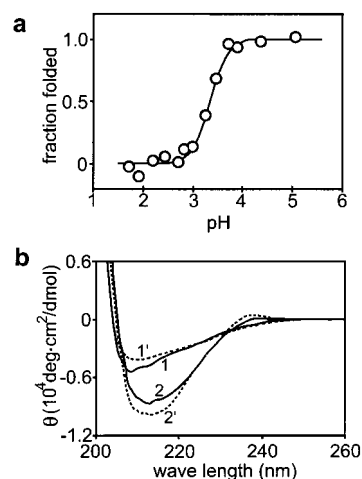 a
fraction folded
1.0
0.5
0
1 2 3 4 5 6
pH
b
θ (10⁴deg·cm²/dmol)
0.6
0
-0.6
-1.2
1'
1
2
2'
200 220 240 260
wave length (nm)